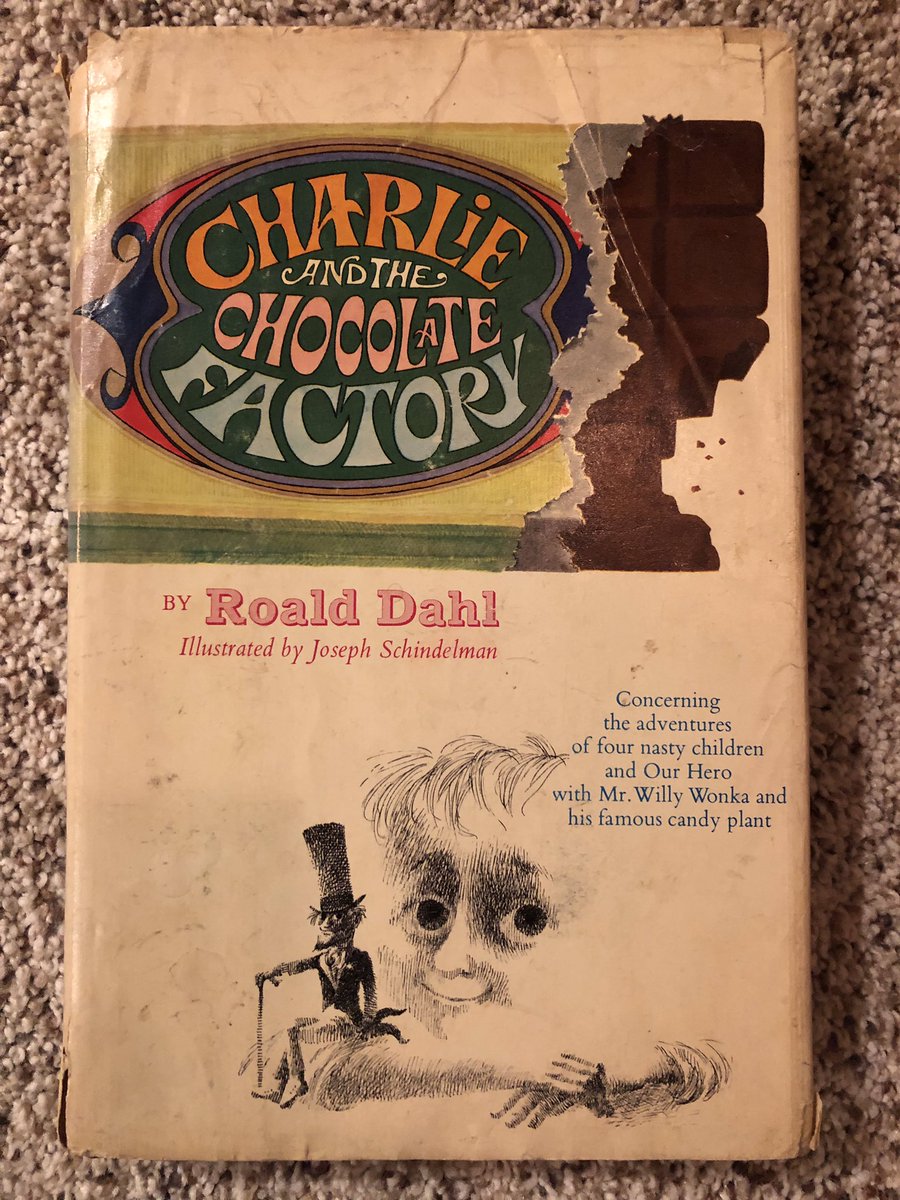 CHARLiE
AND THE
CHOCOLATE
FACTORY
BY Roald Dahl
Illustrated by Joseph Schindelman
Concerning
the adventures
of four nasty children
and Our Hero
with Mr. Willy Wonka and
his famous candy plant